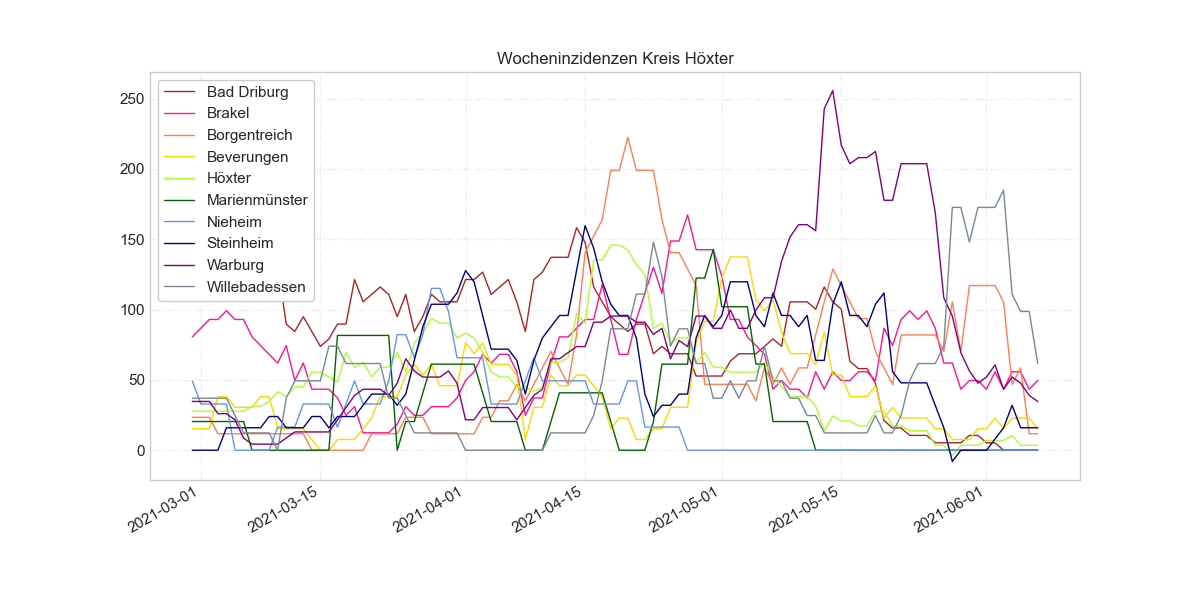 Wocheninzidenzen Kreis Höxter
250
200
150
100
50
0
Bad Driburg
Brakel
Borgentreich
Beverungen
Höxter
Marienmünster
Nieheim
Steinheim
Warburg
Willebadessen
2021-03-01
2021-03-15
2021-04-01
2021-04-15
2021-05-01
2021-05-15
2021-06-01